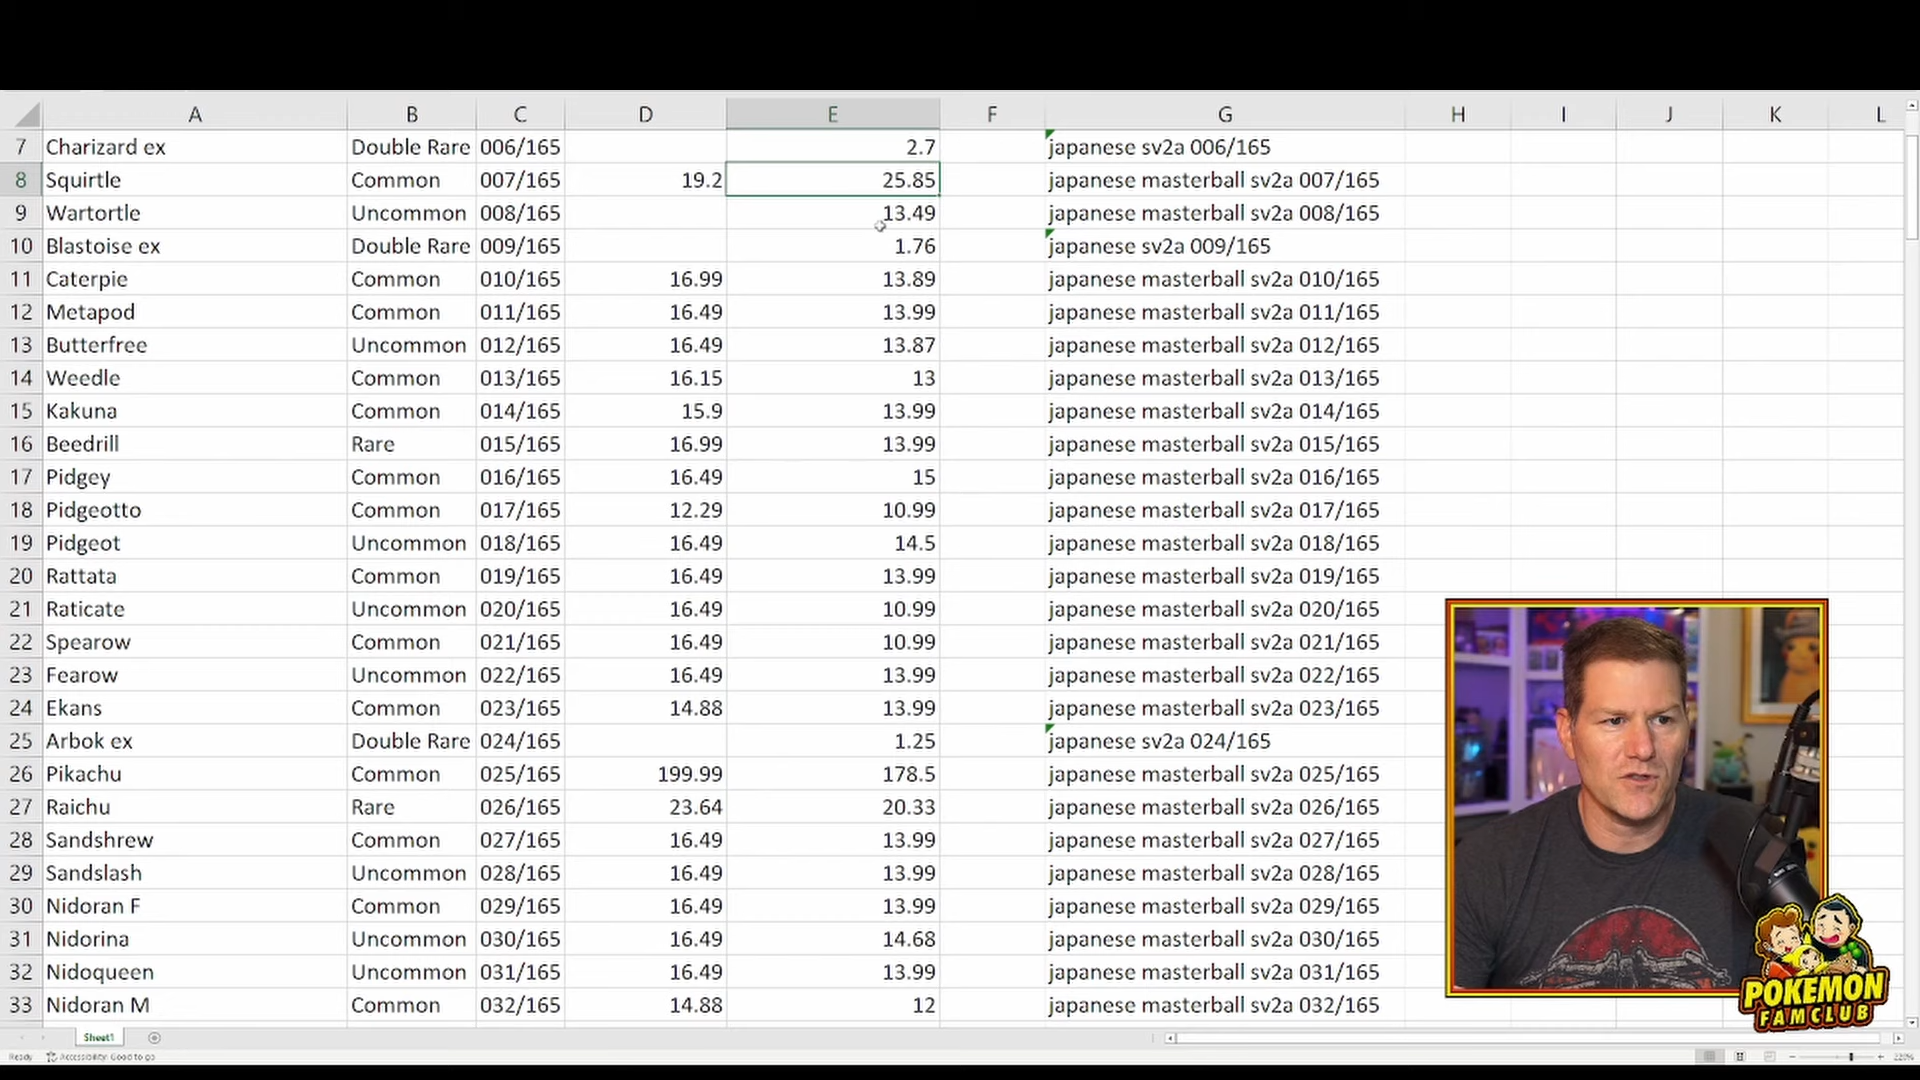 A B C D E F G H I J K L
7 Charizard ex Double Rare 006/165 2.7 japanese sv2a 006/165
8 Squirtle Common 007/165 19.2 25.85 japanese masterball sv2a 007/165
9 Wartortle Uncommon 008/165 13.49 japanese masterball sv2a 008/165
10 Blastoise ex Double Rare 009/165 1.76 japanese sv2a 009/165
11 Caterpie Common 010/165 16.99 13.89 japanese masterball sv2a 010/165
12 Metapod Common 011/165 16.49 13.99 japanese masterball sv2a 011/165
13 Butterfree Uncommon 012/165 16.49 13.87 japanese masterball sv2a 012/165
14 Weedle Common 013/165 16.15 13 japanese masterball sv2a 013/165
15 Kakuna Common 014/165 15.9 13.99 japanese masterball sv2a 014/165
16 Beedrill Rare 015/165 16.99 13.99 japanese masterball sv2a 015/165
17 Pidgey Common 016/165 16.49 15 japanese masterball sv2a 016/165
18 Pidgeotto Common 017/165 12.29 10.99 japanese masterball sv2a 017/165
19 Pidgeot Uncommon 018/165 16.49 14.5 japanese masterball sv2a 018/165
20 Rattata Common 019/165 16.49 13.99 japanese masterball sv2a 019/165
21 Raticate Uncommon 020/165 16.49 10.99 japanese masterball sv2a 020/165
22 Spearow Common 021/165 16.49 10.99 japanese masterball sv2a 021/165
23 Fearow Uncommon 022/165 16.49 13.99 japanese masterball sv2a 022/165
24 Ekans Common 023/165 14.88 13.99 japanese masterball sv2a 023/165
25 Arbok ex Double Rare 024/165 1.25 japanese sv2a 024/165
26 Pikachu Common 025/165 199.99 178.5 japanese masterball sv2a 025/165
27 Raichu Rare 026/165 23.64 20.33 japanese masterball sv2a 026/165
28 Sandshrew Common 027/165 16.49 13.99 japanese masterball sv2a 027/165
29 Sandslash Uncommon 028/165 16.49 13.99 japanese masterball sv2a 028/165
30 Nidoran F Common 029/165 16.49 13.99 japanese masterball sv2a 029/165
31 Nidorina Uncommon 030/165 16.49 14.68 japanese masterball sv2a 030/165
32 Nidoqueen Uncommon 031/165 16.49 13.99 japanese masterball sv2a 031/165
33 Nidoran M Common 032/165 14.88 12 japanese masterball sv2a 032/165
POKEMON
FAMCLUB
Sheet1
Ready Accessibility: Good to go 220%